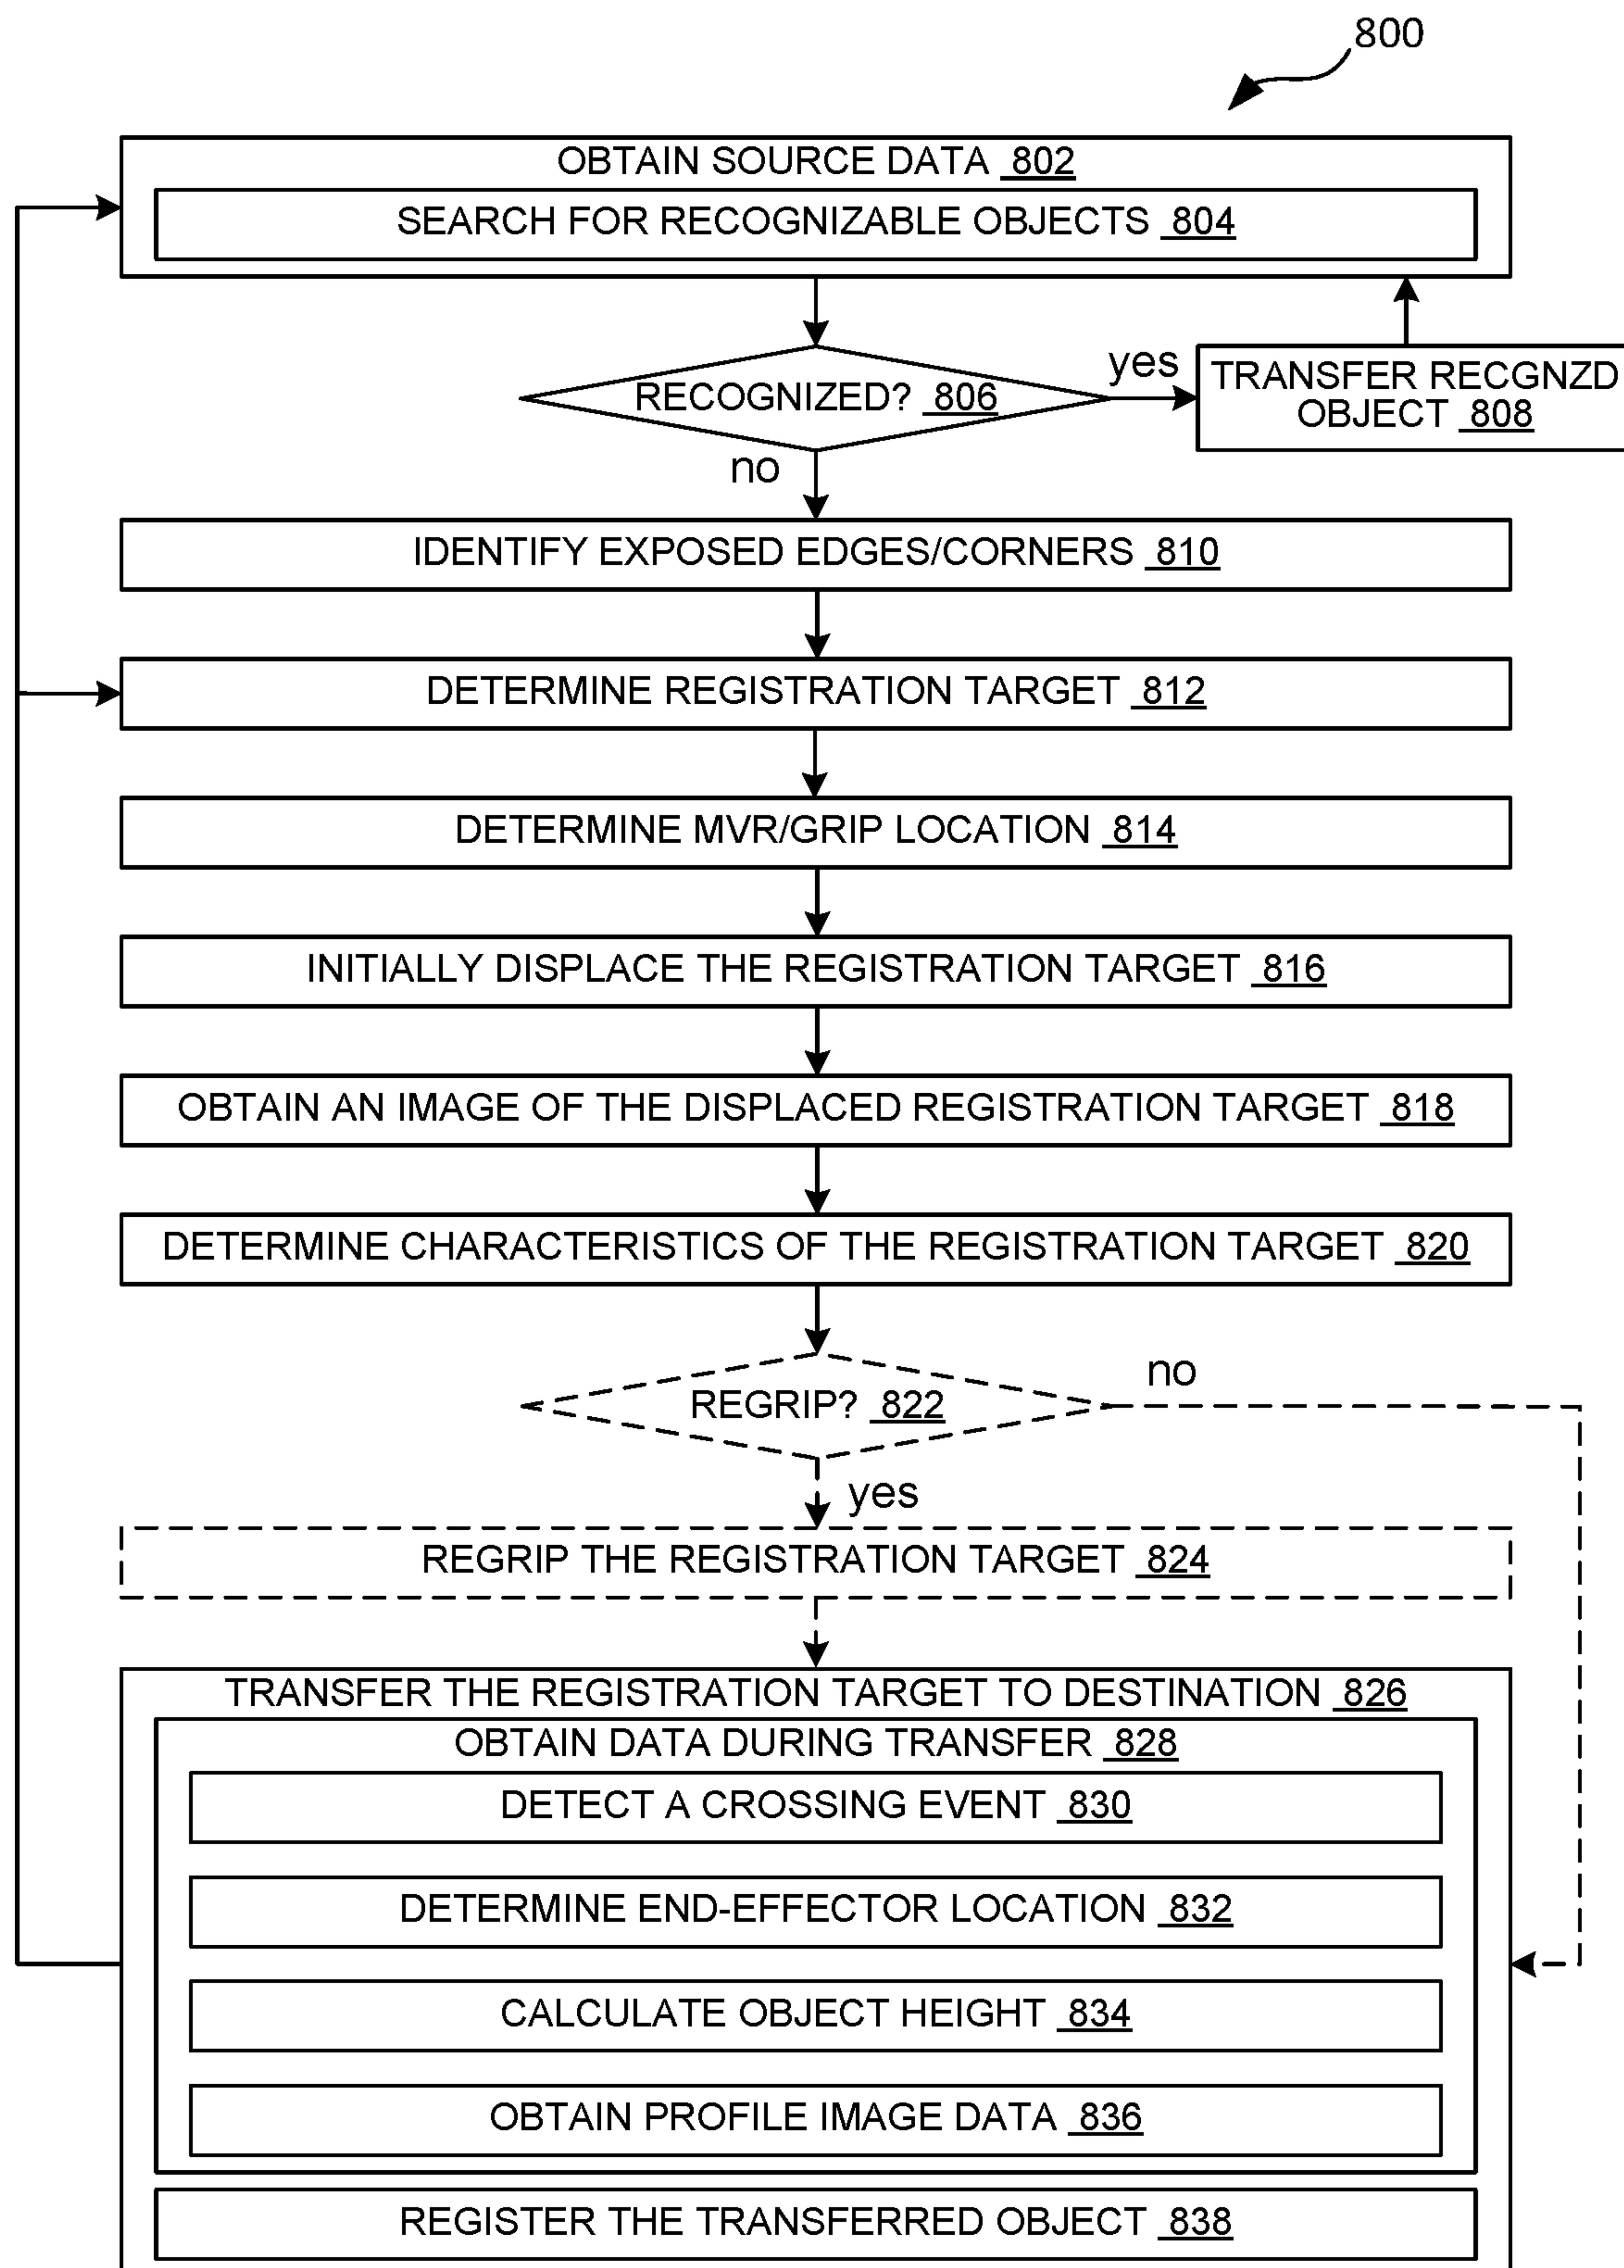 800
OBTAIN SOURCE DATA 802
SEARCH FOR RECOGNIZABLE OBJECTS 804
RECOGNIZED? 806
yes
TRANSFER RECGNZD
OBJECT 808
no
IDENTIFY EXPOSED EDGES/CORNERS 810
DETERMINE REGISTRATION TARGET 812
DETERMINE MVR/GRIP LOCATION 814
INITIALLY DISPLACE THE REGISTRATION TARGET 816
OBTAIN AN IMAGE OF THE DISPLACED REGISTRATION TARGET 818
DETERMINE CHARACTERISTICS OF THE REGISTRATION TARGET 820
no
REGRIP? 822
yes
REGRIP THE REGISTRATION TARGET 824
TRANSFER THE REGISTRATION TARGET TO DESTINATION 826
OBTAIN DATA DURING TRANSFER 828
DETECT A CROSSING EVENT 830
DETERMINE END-EFFECTOR LOCATION 832
CALCULATE OBJECT HEIGHT 834
OBTAIN PROFILE IMAGE DATA 836
REGISTER THE TRANSFERRED OBJECT 838